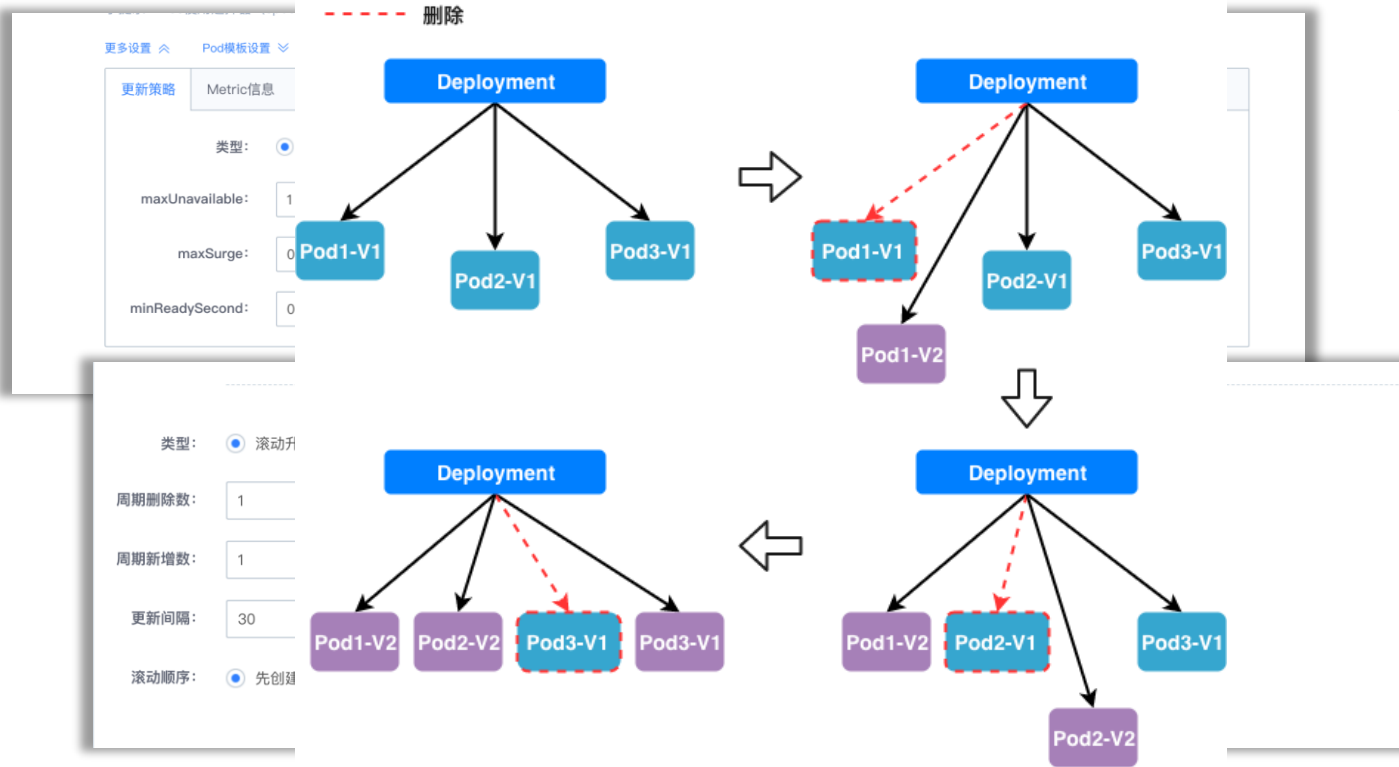 删除
更多设置 Pod模板设置
更新策略 Metric信息
类型：
maxUnavailable： 1
maxSurge： 0
minReadySecond： 0
Deployment
Pod1-V1
Pod2-V1
Pod3-V1
Deployment
Pod1-V1
Pod2-V1
Pod3-V1
Pod1-V2
类型： 滚动升
周期删除数： 1
周期新增数： 1
更新间隔： 30
滚动顺序： 先创建
Deployment
Pod1-V2
Pod2-V2
Pod3-V1
Pod3-V1
Deployment
Pod1-V2
Pod2-V1
Pod3-V1
Pod2-V2